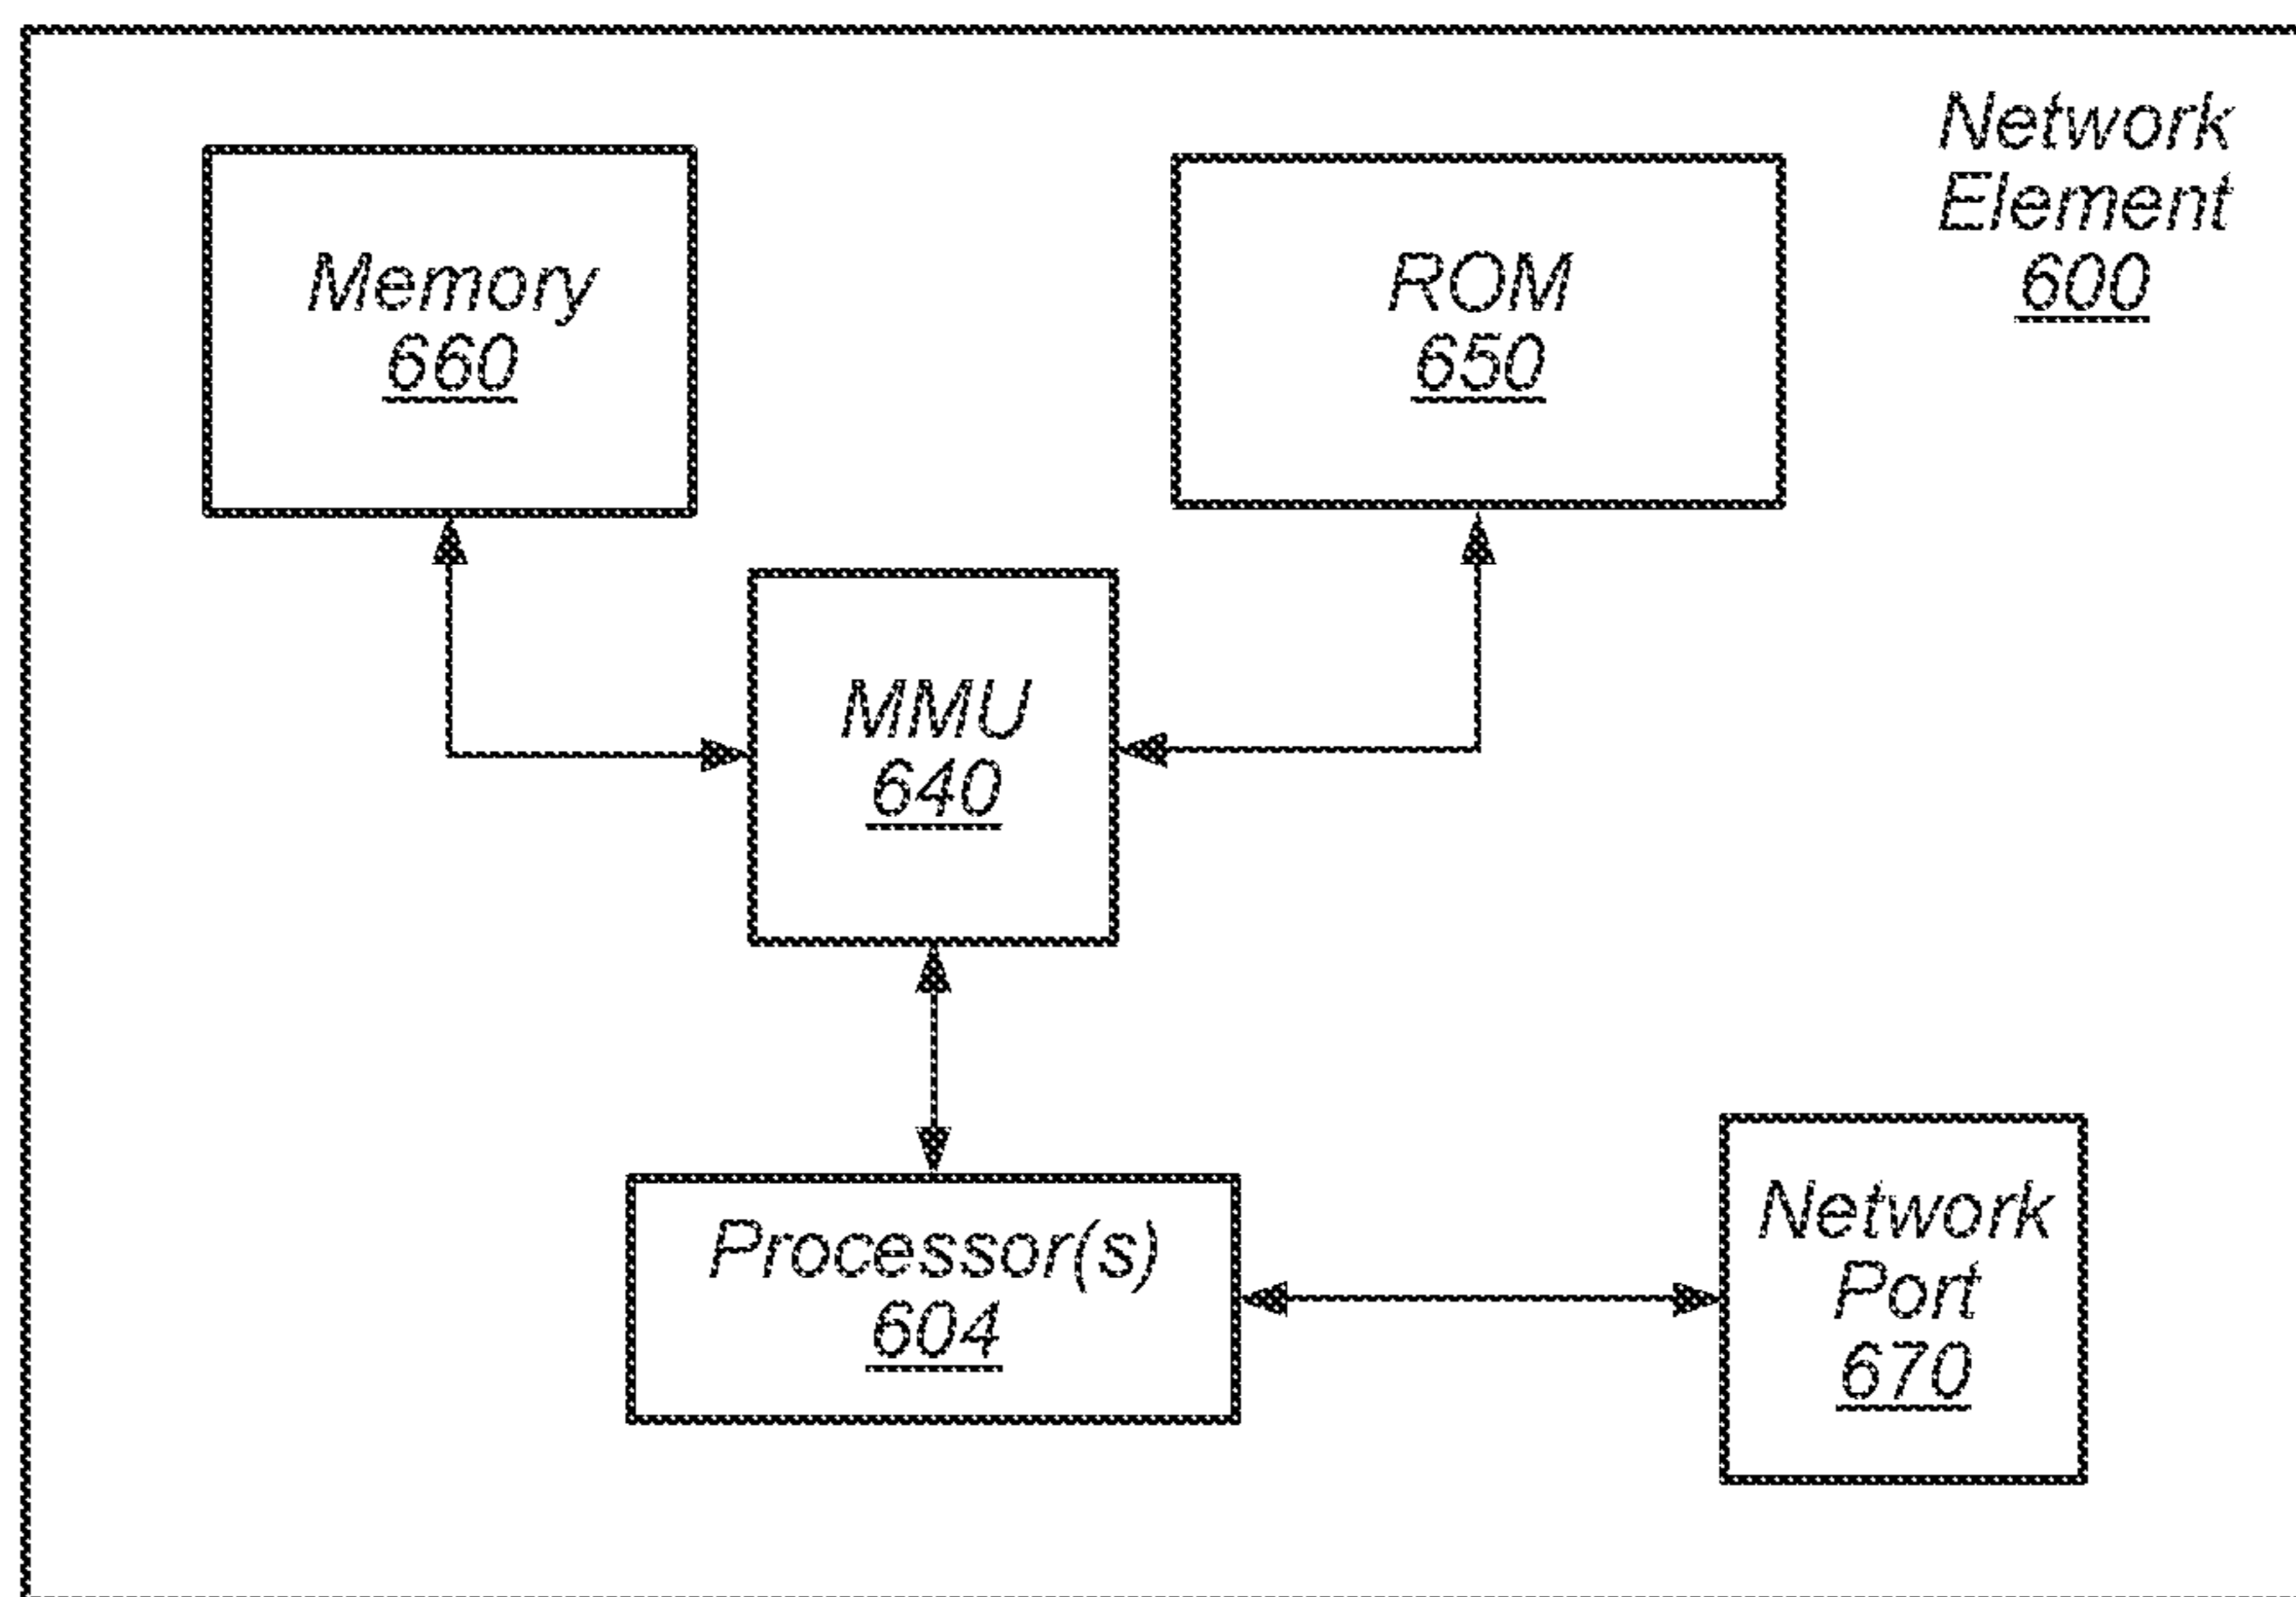 Network
Element
600
Memory
660
ROM
650
MMU
640
Processor(s)
604
Network
Port
670